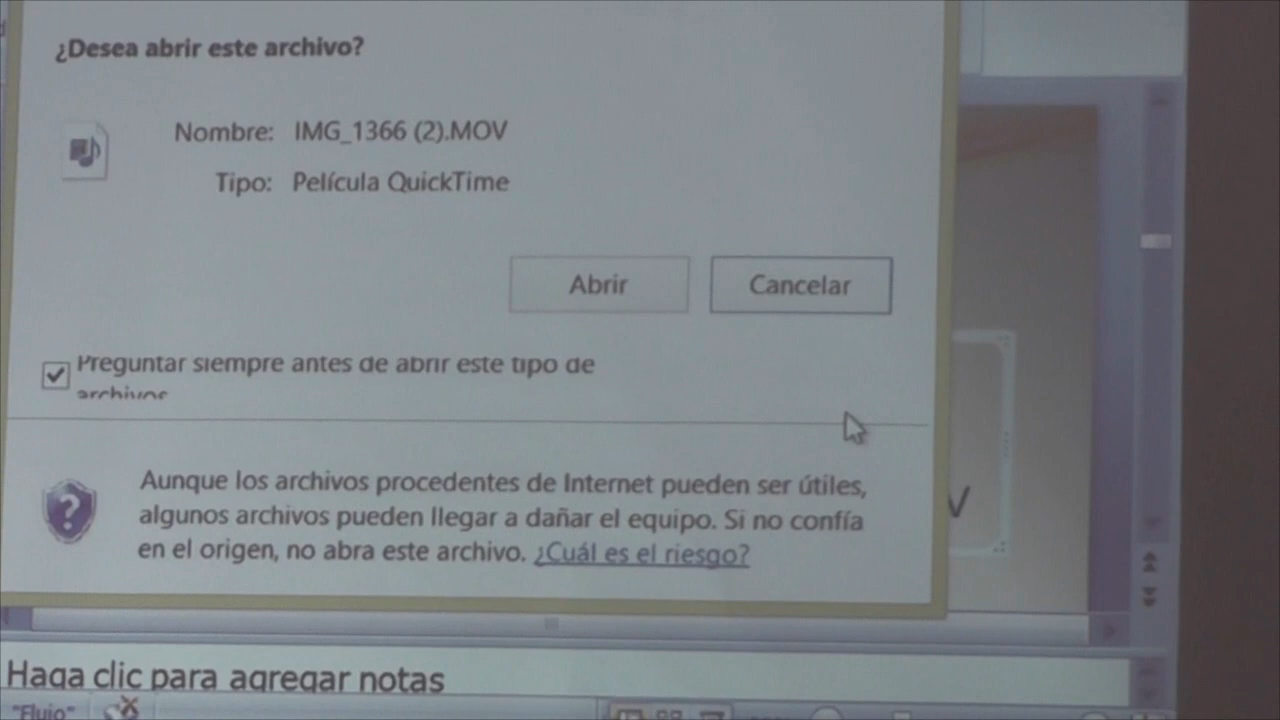 ¿Desea abrir este archivo?
Nombre: IMG_1366 (2).MOV
Tipo: Película QuickTime
Abrir
Cancelar
Preguntar siempre antes de abrir este tipo de
archivos
Aunque los archivos procedentes de Internet pueden ser útiles,
algunos archivos pueden llegar a dañar el equipo. Si no confía
en el origen, no abra este archivo. ¿Cuál es el riesgo?
V
Haga clic para agregar notas
"Flujo"